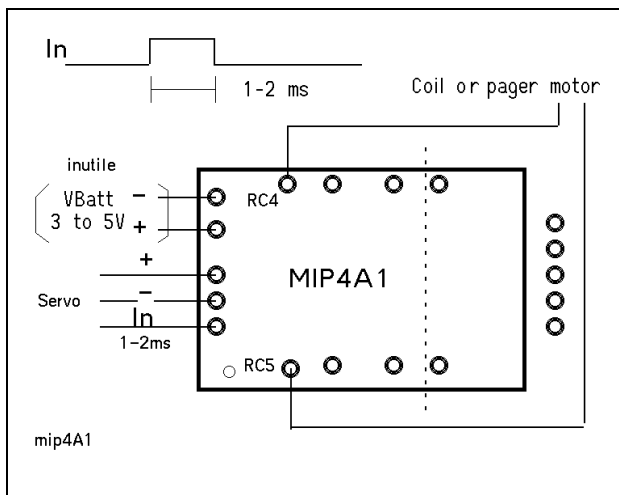 In
1-2 ms
Coil or pager motor
inutile
VBatt -
3 to 5V +
RC4
+
MIP4A1
Servo -
In
1-2ms
RC5
mip4A1